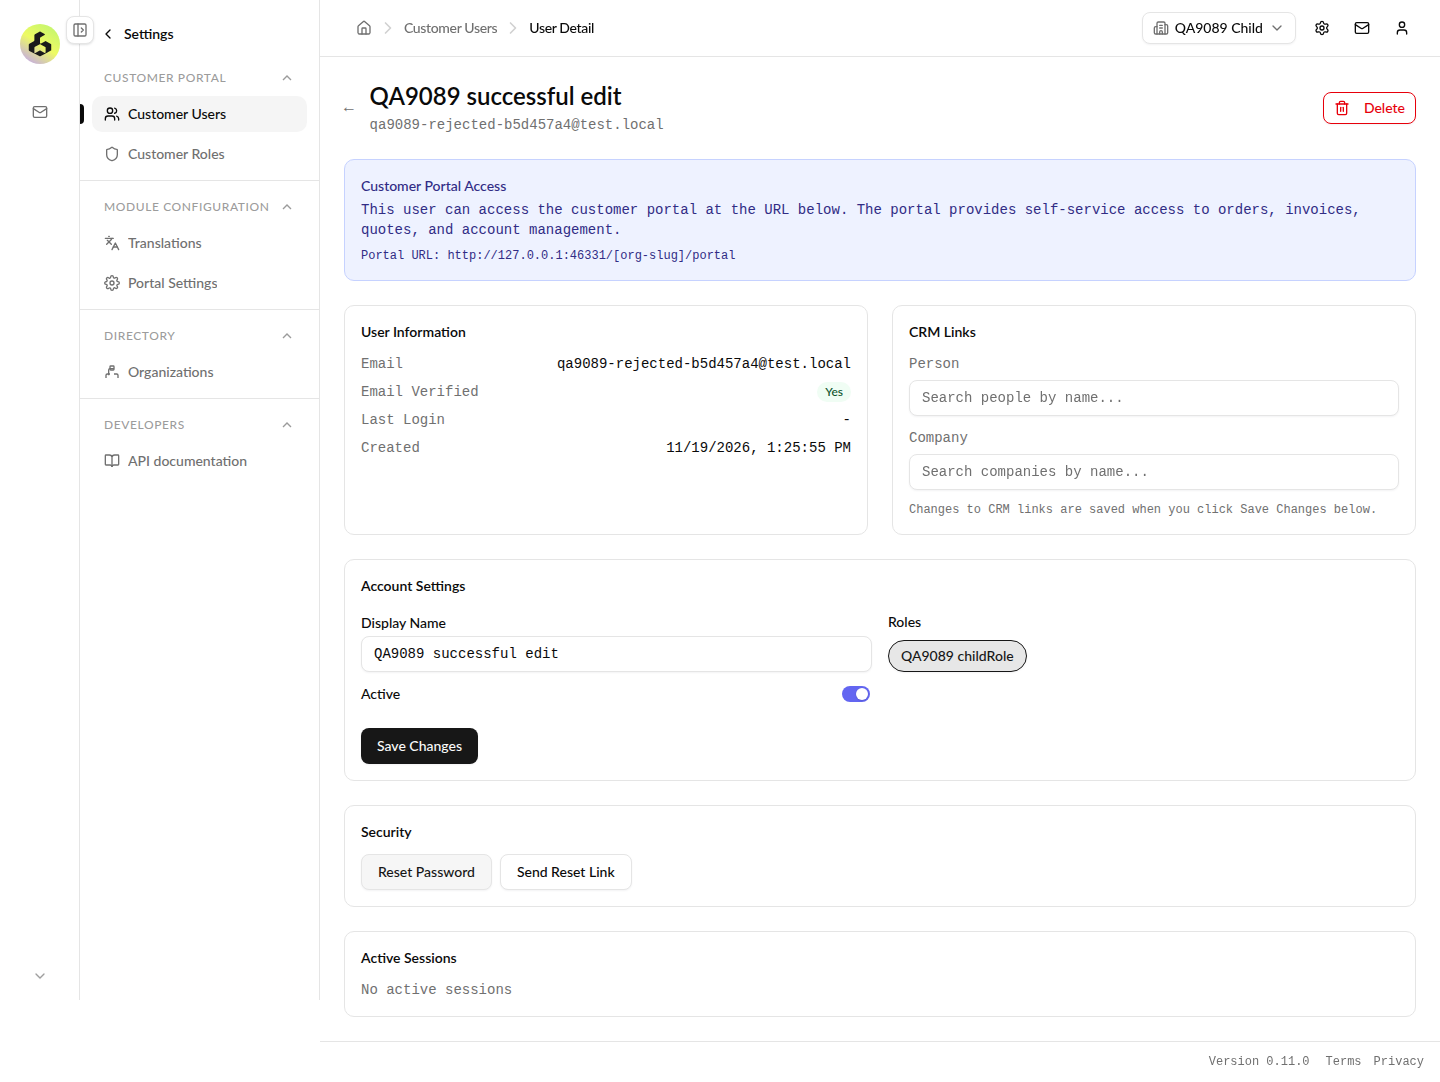 Settings
CUSTOMER PORTAL
Customer Users
Customer Roles
MODULE CONFIGURATION
Translations
Portal Settings
DIRECTORY
Organizations
DEVELOPERS
API documentation
Customer Users
User Detail
QA9089 Child
← QA9089 successful edit
qa9089-rejected-b5d457a4@test.local
Delete
Customer Portal Access
This user can access the customer portal at the URL below. The portal provides self-service access to orders, invoices,
quotes, and account management.
Portal URL: http://127.0.0.1:46331/[org-slug]/portal
User Information
Email qa9089-rejected-b5d457a4@test.local
Email Verified Yes
Last Login -
Created 11/19/2026, 1:25:55 PM
CRM Links
Person
Search people by name...
Company
Search companies by name...
Changes to CRM links are saved when you click Save Changes below.
Account Settings
Display Name
QA9089 successful edit
Roles
QA9089 childRole
Active
Save Changes
Security
Reset Password Send Reset Link
Active Sessions
No active sessions
Version 0.11.0 Terms Privacy